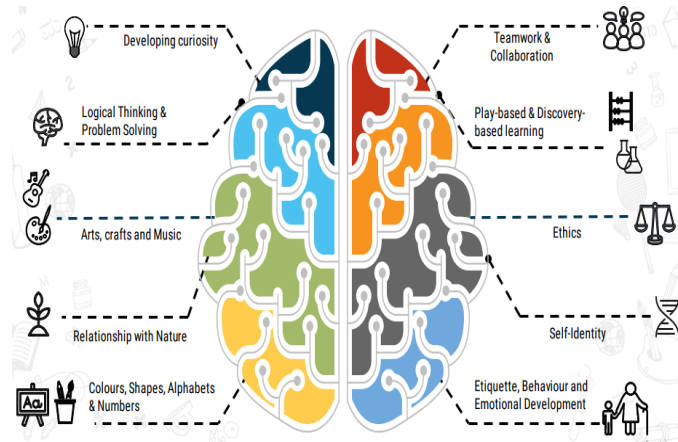 Developing curiosity
Logical Thinking &
Problem Solving
Arts, crafts and Music
Relationship with Nature
Aa
Colours, Shapes, Alphabets
& Numbers
Teamwork &
Collaboration
Play-based & Discovery-
based learning
Ethics
Self-Identity
Etiquette, Behaviour and
Emotional Development